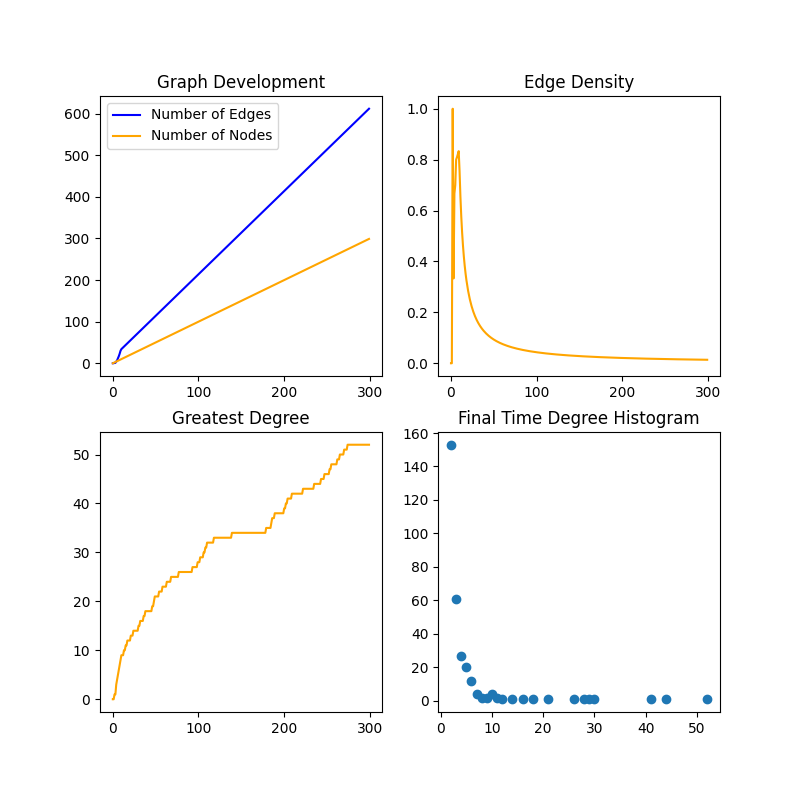 Graph Development
Number of Edges
Number of Nodes
600
500
400
300
200
100
0
0 100 200 300
Edge Density
1.0
0.8
0.6
0.4
0.2
0.0
0 100 200 300
Greatest Degree
50
40
30
20
10
0
0 100 200 300
Final Time Degree Histogram
160
140
120
100
80
60
40
20
0
0 10 20 30 40 50